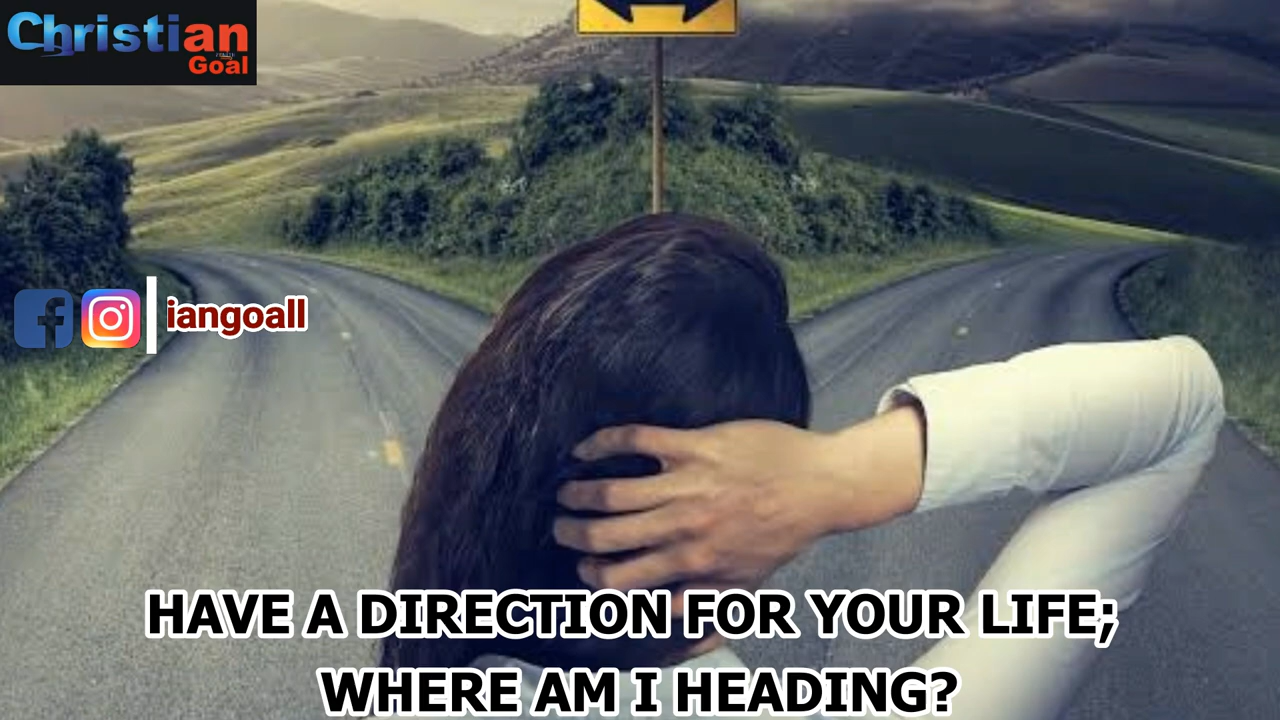 Christian
Goal
iangoall
HAVE A DIRECTION FOR YOUR LIFE;
WHERE AM I HEADING?